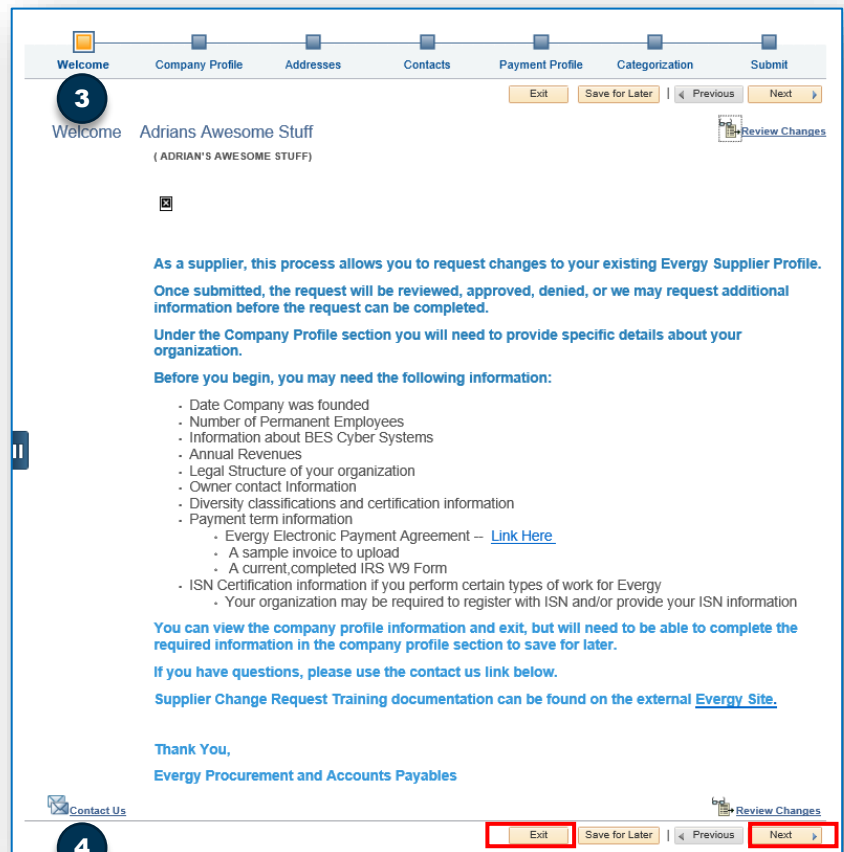 Welcome Company Profile Addresses Contacts Payment Profile Categorization Submit
3
Exit Save for Later | Previous Next
Welcome Adrians Awesome Stuff Review Changes
( ADRIAN'S AWESOME STUFF)
As a supplier, this process allows you to request changes to your existing Evergy Supplier Profile.
Once submitted, the request will be reviewed, approved, denied, or we may request additional
information before the request can be completed.
Under the Company Profile section you will need to provide specific details about your
organization.
Before you begin, you may need the following information:
· Date Company was founded
· Number of Permanent Employees
· Information about BES Cyber Systems
· Annual Revenues
· Legal Structure of your organization
· Owner contact Information
· Diversity classifications and certification information
· Payment term information
· Evergy Electronic Payment Agreement -- Link Here
· A sample invoice to upload
· A current,completed IRS W9 Form
· ISN Certification information if you perform certain types of work for Evergy
· Your organization may be required to register with ISN and/or provide your ISN information
You can view the company profile information and exit, but will need to be able to complete the
required information in the company profile section to save for later.
If you have questions, please use the contact us link below.
Supplier Change Request Training documentation can be found on the external Evergy Site.
Thank You,
Evergy Procurement and Accounts Payables
Contact Us Review Changes
Exit Save for Later | Previous Next
4